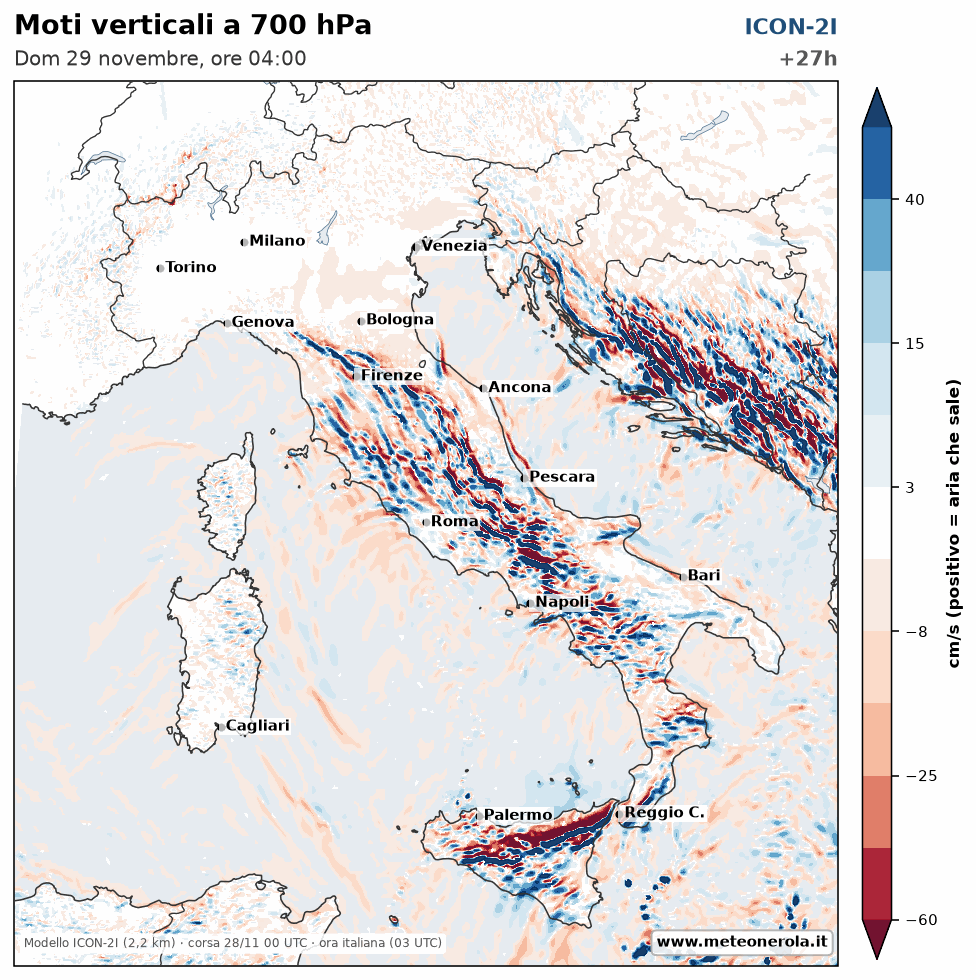 Moti verticali a 700 hPa
ICON-2I
Dom 29 novembre, ore 04:00
+27h
Milano
Venezia
Torino
Genova
Bologna
Firenze
Ancona
Pescara
Roma
Bari
Napoli
Cagliari
Palermo
Reggio C.
40
15
3
−8
−25
−60
cm/s (positivo = aria che sale)
Modello ICON-2I (2,2 km) · corsa 28/11 00 UTC · ora italiana (03 UTC)
www.meteonerola.it